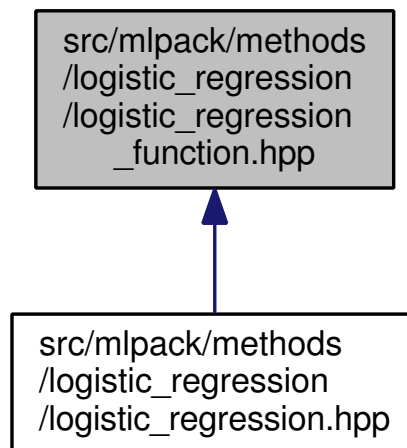 src/mlpack/methods
/logistic_regression
/logistic_regression
_function.hpp
src/mlpack/methods
/logistic_regression
/logistic_regression.hpp